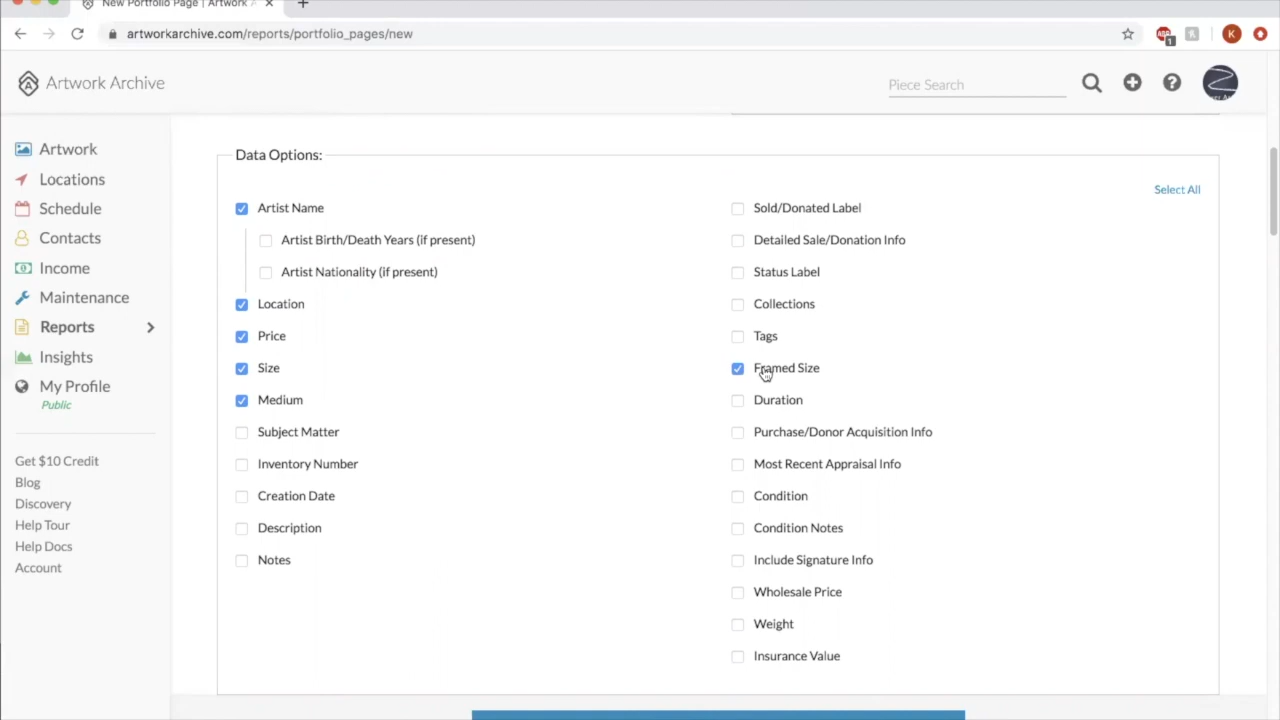 New Portfolio Page | Artwork A
artworkarchive.com/reports/portfolio_pages/new
ABP
1
K
Artwork Archive
Piece Search
Artwork
Locations
Schedule
Contacts
Income
Maintenance
Reports
Insights
My Profile
Public
Get $10 Credit
Blog
Discovery
Help Tour
Help Docs
Account
Data Options:
Select All
Artist Name
Artist Birth/Death Years (if present)
Artist Nationality (if present)
Location
Price
Size
Medium
Subject Matter
Inventory Number
Creation Date
Description
Notes
Sold/Donated Label
Detailed Sale/Donation Info
Status Label
Collections
Tags
Framed Size
Duration
Purchase/Donor Acquisition Info
Most Recent Appraisal Info
Condition
Condition Notes
Include Signature Info
Wholesale Price
Weight
Insurance Value